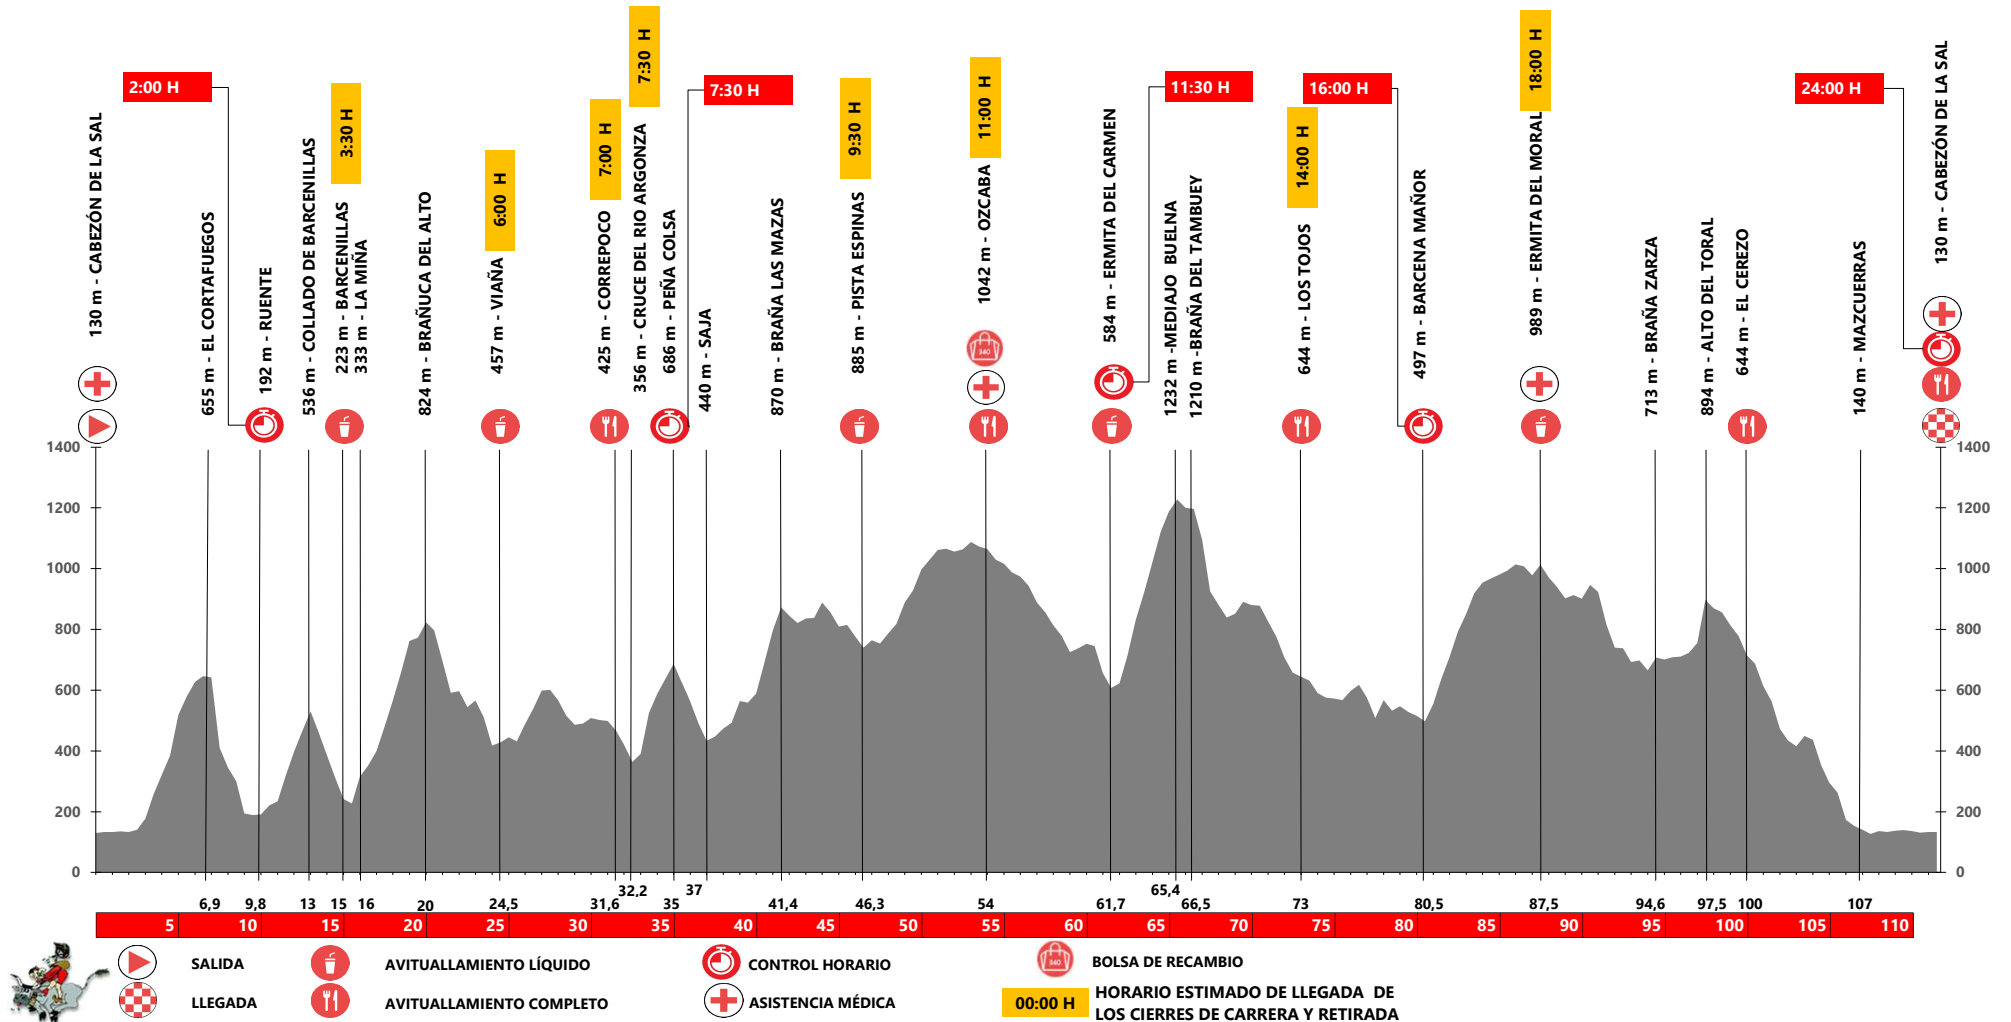 2:00 H
3:30 H
6:00 H
7:00 H
7:30 H
7:30 H
9:30 H
11:00 H
11:30 H
14:00 H
16:00 H
18:00 H
24:00 H
130 m - CABEZÓN DE LA SAL
655 m - EL CORTAFUEGOS
192 m - RUENTE
536 m - COLLADO DE BARCENILLAS
223 m - BARCENILLAS
333 m - LA MIÑA
824 m - BRAÑUCA DEL ALTO
457 m - VIAÑA
425 m - CORREPOCO
356 m - CRUCE DEL RIO ARGONZA
686 m - PEÑA COLSA
440 m - SAJA
870 m - BRAÑA LAS MAZAS
885 m - PISTA ESPINAS
1042 m - OZCABA
584 m - ERMITA DEL CARMEN
1232 m -MEDIAJO BUELNA
1210 m -BRAÑA DEL TAMBUEY
644 m - LOS TOJOS
497 m - BARCENA MAÑOR
989 m - ERMITA DEL MORAL
713 m - BRAÑA ZARZA
894 m - ALTO DEL TORAL
644 m - EL CEREZO
140 m - MAZCUERRAS
130 m - CABEZÓN DE LA SAL
340
1400 1400
1200 1200
1000 1000
800 800
600 600
400 400
200 200
0 0
6,9 9,8 13 15 16 20 24,5 31,6 32,2 35 37 41,4 46,3 54 61,7 65,4 66,5 73 80,5 87,5 94,6 97,5 100 107
5 10 15 20 25 30 35 40 45 50 55 60 65 70 75 80 85 90 95 100 105 110
SALIDA
AVITUALLAMIENTO LÍQUIDO
CONTROL HORARIO
340
BOLSA DE RECAMBIO
LLEGADA
AVITUALLAMIENTO COMPLETO
ASISTENCIA MÉDICA
00:00 H
HORARIO ESTIMADO DE LLEGADA DE
LOS CIERRES DE CARRERA Y RETIRADA